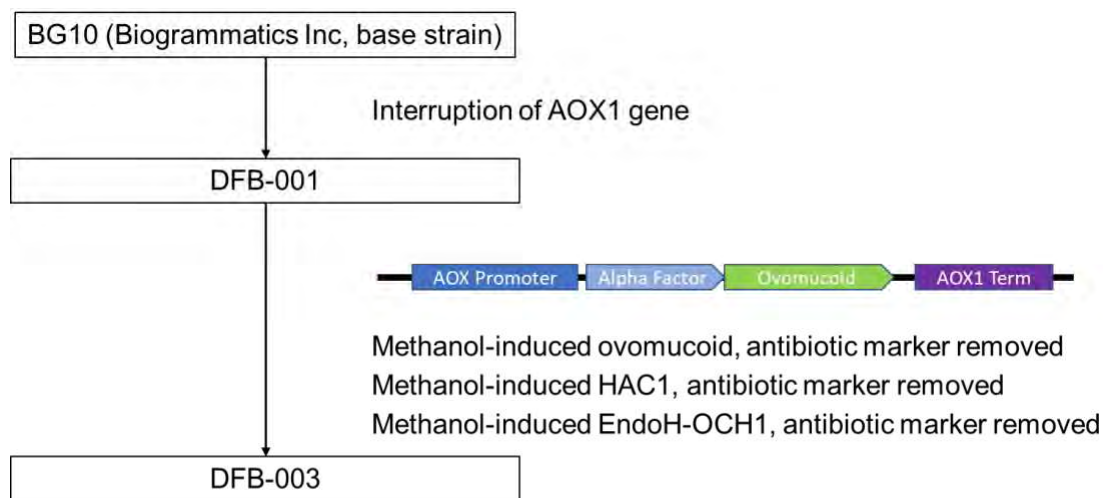 BG10 (Biogrammatics Inc, base strain)
Interruption of AOX1 gene
DFB-001
AOX Promoter
Alpha Factor
Ovomucoid
AOX1 Term
Methanol-induced ovomucoid, antibiotic marker removed
Methanol-induced HAC1, antibiotic marker removed
Methanol-induced EndoH-OCH1, antibiotic marker removed
DFB-003